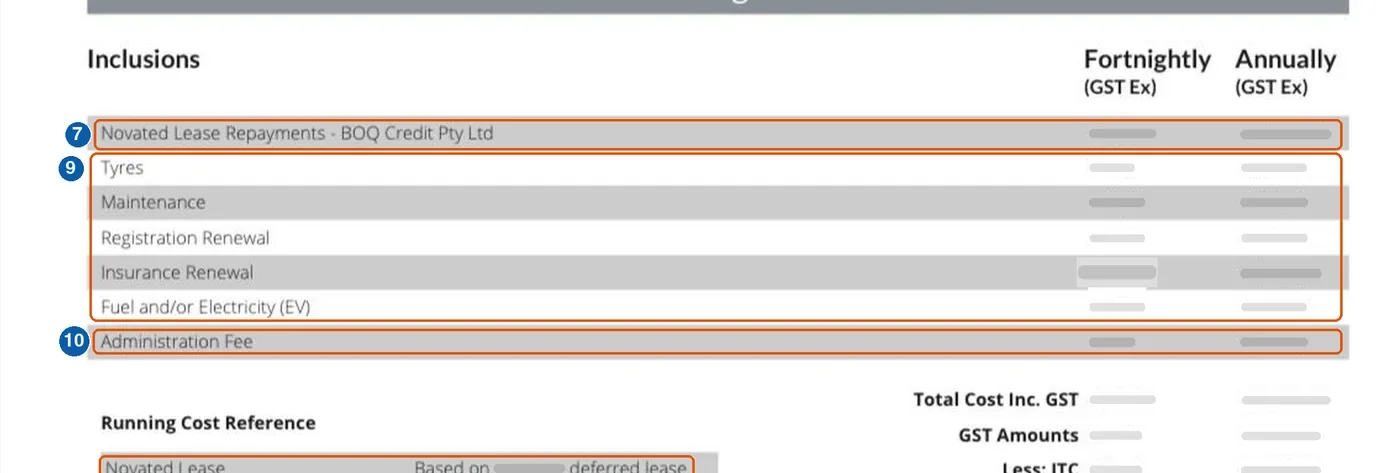 Inclusions Fortnightly Annually
(GST Ex) (GST Ex)
7 Novated Lease Repayments - BOQ Credit Pty Ltd
9 Tyres
Maintenance
Registration Renewal
Insurance Renewal
Fuel and/or Electricity (EV)
10 Administration Fee
Total Cost Inc. GST
Running Cost Reference
GST Amounts
Novated Lease Based on deferred lease
Less: ITC